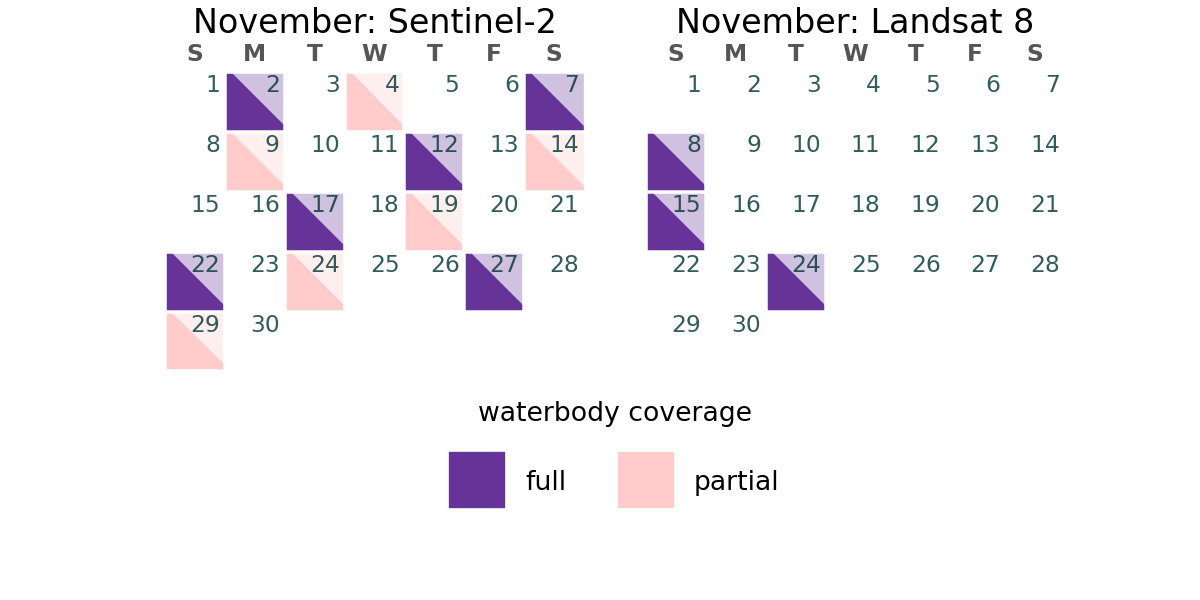 November: Sentinel-2
S M T W T F S
1 2 3 4 5 6 7
8 9 10 11 12 13 14
15 16 17 18 19 20 21
22 23 24 25 26 27 28
29 30
November: Landsat 8
S M T W T F S
1 2 3 4 5 6 7
8 9 10 11 12 13 14
15 16 17 18 19 20 21
22 23 24 25 26 27 28
29 30
waterbody coverage
full partial